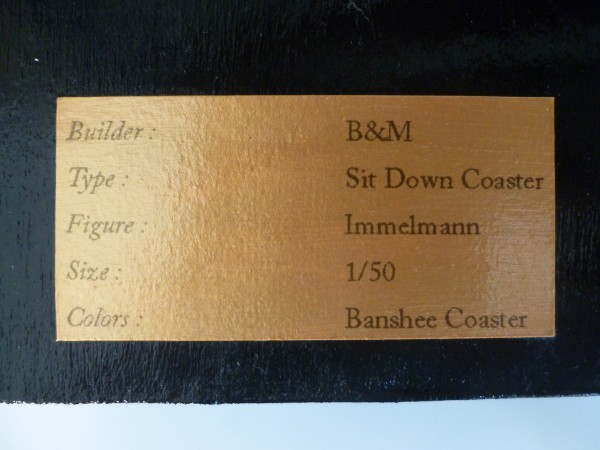 Builder : B&M
Type : Sit Down Coaster
Figure : Immelmann
Size : 1/50
Colors : Banshee Coaster